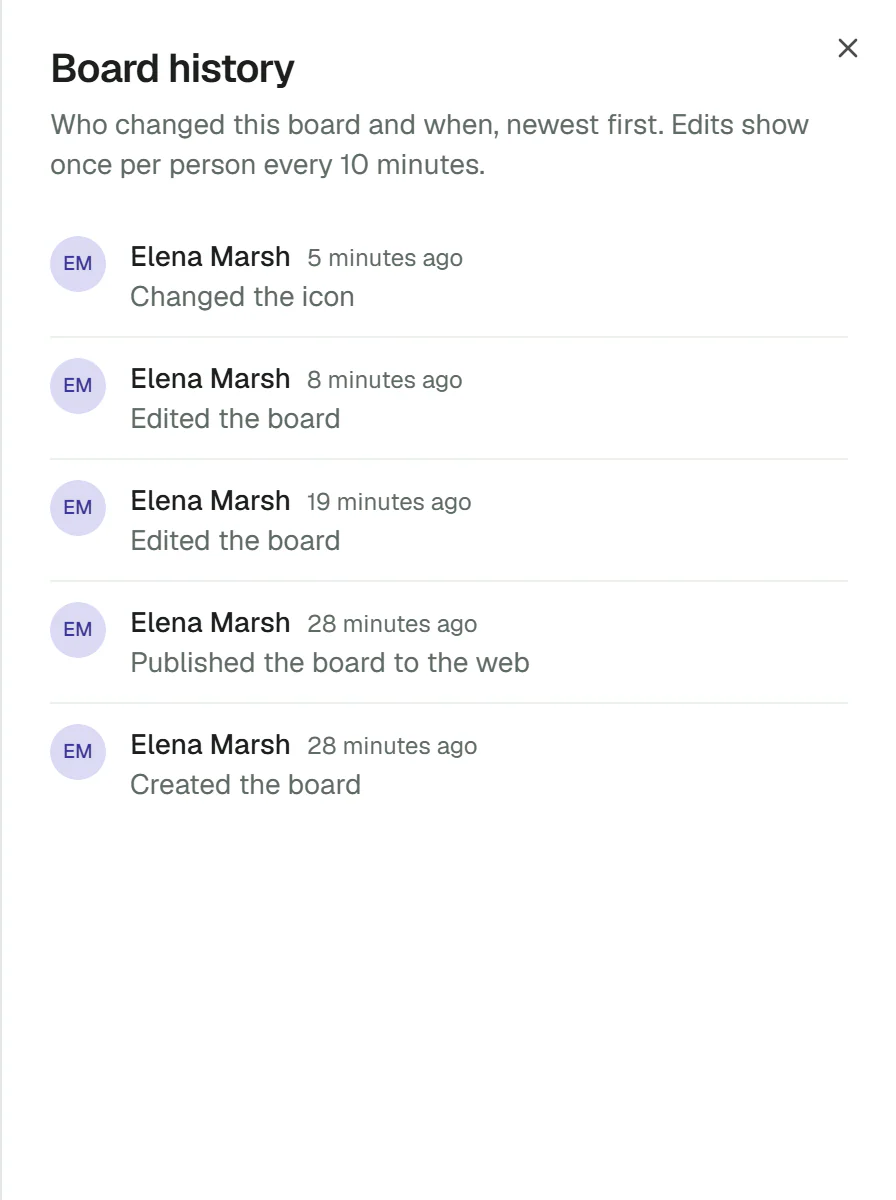 Board history
Who changed this board and when, newest first. Edits show
once per person every 10 minutes.
EM
Elena Marsh 5 minutes ago
Changed the icon
EM
Elena Marsh 8 minutes ago
Edited the board
EM
Elena Marsh 19 minutes ago
Edited the board
EM
Elena Marsh 28 minutes ago
Published the board to the web
EM
Elena Marsh 28 minutes ago
Created the board